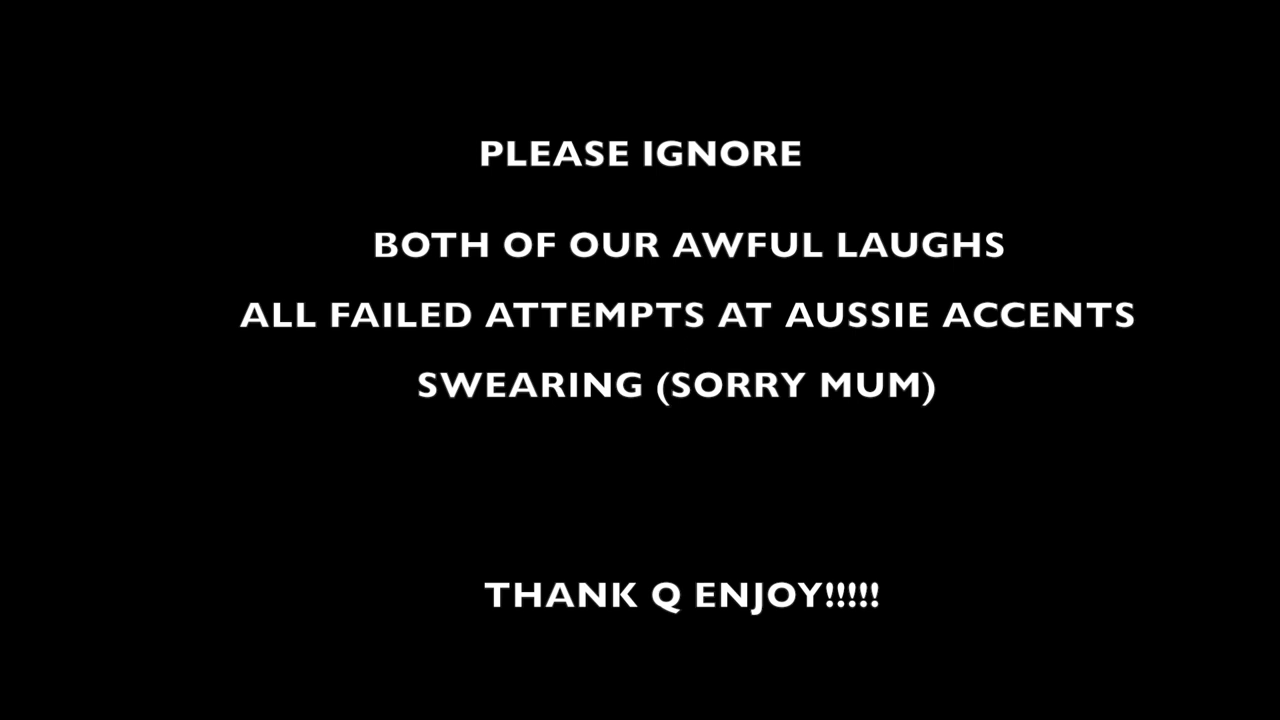 PLEASE IGNORE
BOTH OF OUR AWFUL LAUGHS
ALL FAILED ATTEMPTS AT AUSSIE ACCENTS
SWEARING (SORRY MUM)
THANK Q ENJOY!!!!!